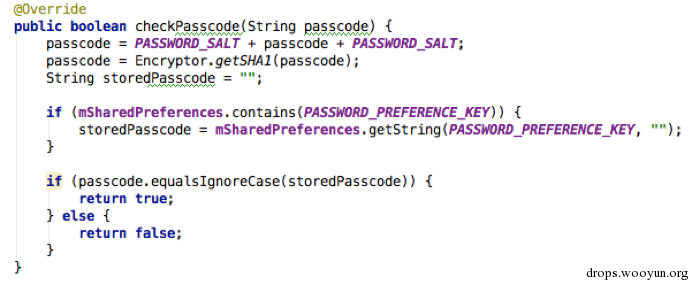 @Override
public boolean checkPasscode(String passcode) {
    passcode = PASSWORD_SALT + passcode + PASSWORD_SALT;
    passcode = Encryptor.getSHA1(passcode);
    String storedPasscode = "";

    if (mSharedPreferences.contains(PASSWORD_PREFERENCE_KEY)) {
        storedPasscode = mSharedPreferences.getString(PASSWORD_PREFERENCE_KEY, "");
    }

    if (passcode.equalsIgnoreCase(storedPasscode)) {
        return true;
    } else {
        return false;
    }
}
drops.wooyun.org